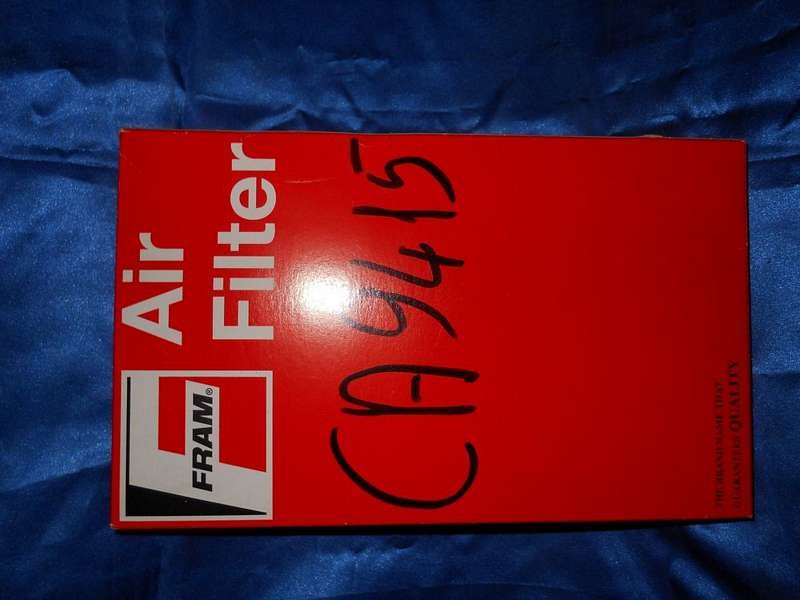 FRAM®
Air
Filter
CA9415
THE BRAND NAME THAT
GUARANTEES QUALITY